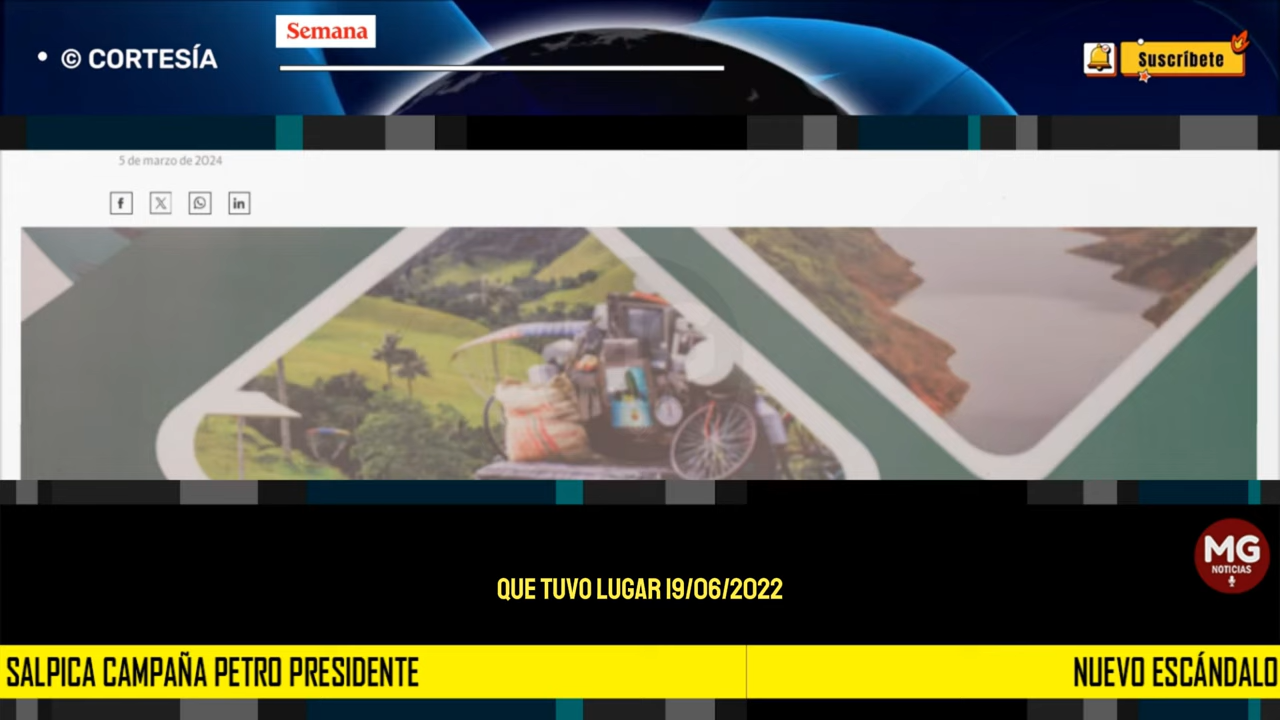 Semana
• © CORTESÍA
Suscríbete
5 de marzo de 2024
QUE TUVO LUGAR 19/06/2022
MG
NOTICIAS
SALPICA CAMPAÑA PETRO PRESIDENTE
NUEVO ESCÁNDALO